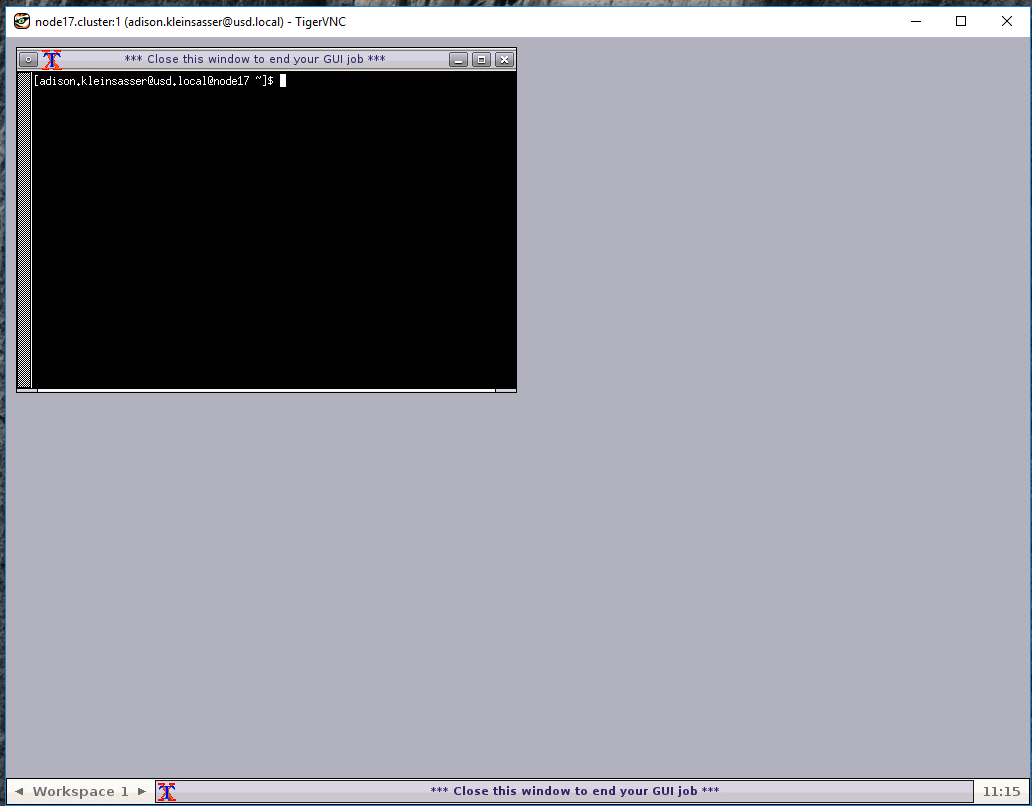 node17.cluster:1 (adison.kleinsasser@usd.local) - TigerVNC
*** Close this window to end your GUI job ***
[adison.kleinsasser@usd.local@node17 ~]$
Workspace 1
*** Close this window to end your GUI job ***
11:15